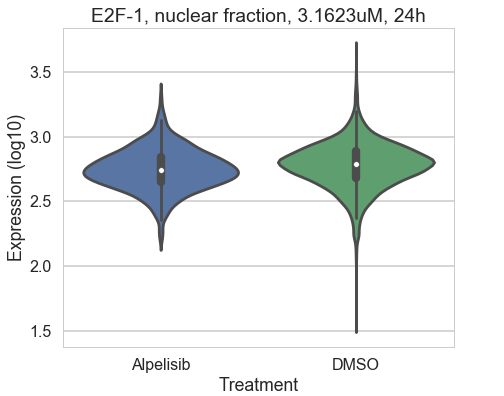 E2F-1, nuclear fraction, 3.1623uM, 24h
Expression (log10)
3.5
3.0
2.5
2.0
1.5
Alpelisib DMSO
Treatment